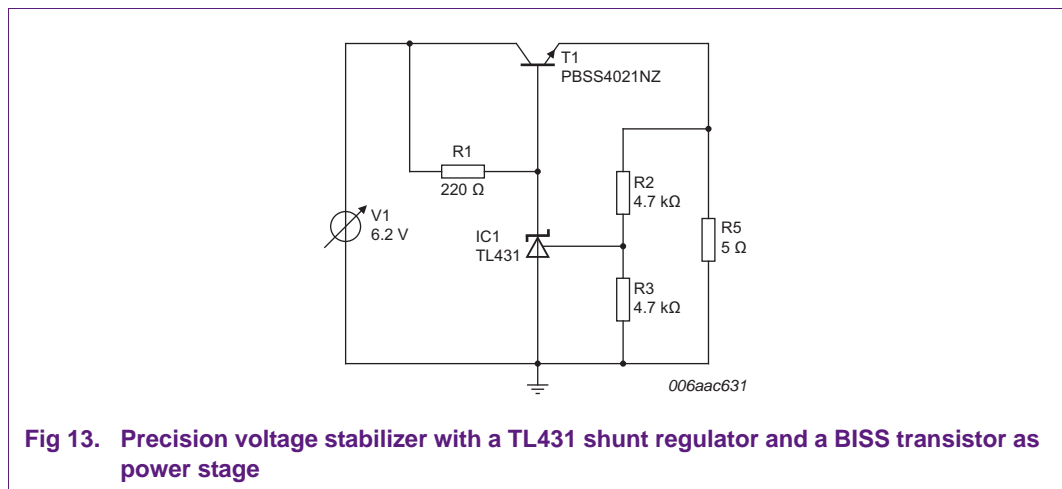 T1
PBSS4021NZ
R1
220 Ω
R2
4.7 kΩ
V1
6.2 V
IC1
TL431
R5
5 Ω
R3
4.7 kΩ
006aac631
Fig 13. Precision voltage stabilizer with a TL431 shunt regulator and a BISS transistor as
power stage